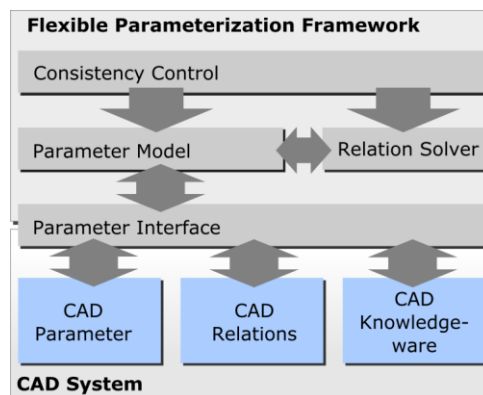 Flexible Parameterization Framework
Consistency Control
Parameter Model
Relation Solver
Parameter Interface
CAD
Parameter
CAD
Relations
CAD
Knowledge-
ware
CAD System